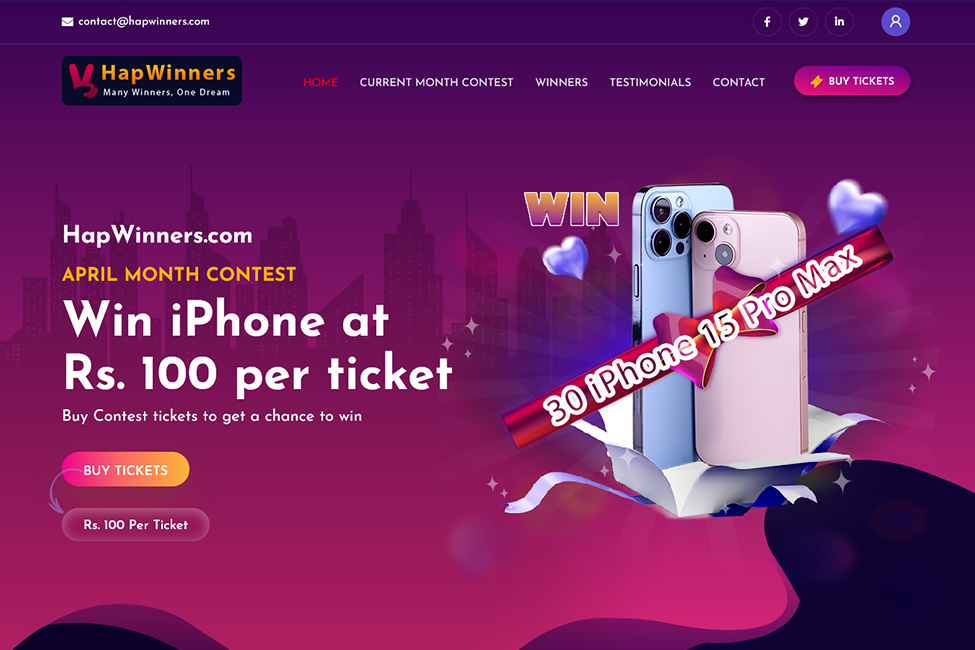 contact@hapwinners.com
HapWinners
Many Winners, One Dream
HOME CURRENT MONTH CONTEST WINNERS TESTIMONIALS CONTACT BUY TICKETS
HapWinners.com
APRIL MONTH CONTEST
Win iPhone at
Rs. 100 per ticket
Buy Contest tickets to get a chance to win
BUY TICKETS
Rs. 100 Per Ticket
WIN
30 iPhone 15 Pro Max